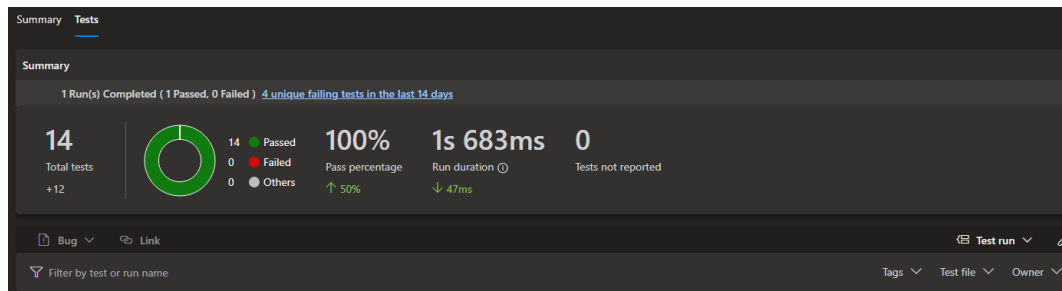 Summary Tests
Summary
1 Run(s) Completed ( 1 Passed, 0 Failed ) 4 unique failing tests in the last 14 days
14
Total tests
+12
14 Passed
0 Failed
0 Others
100%
Pass percentage
50%
1s 683ms
Run duration
47ms
0
Tests not reported
Bug Link Test run
Filter by test or run name Tags Test file Owner